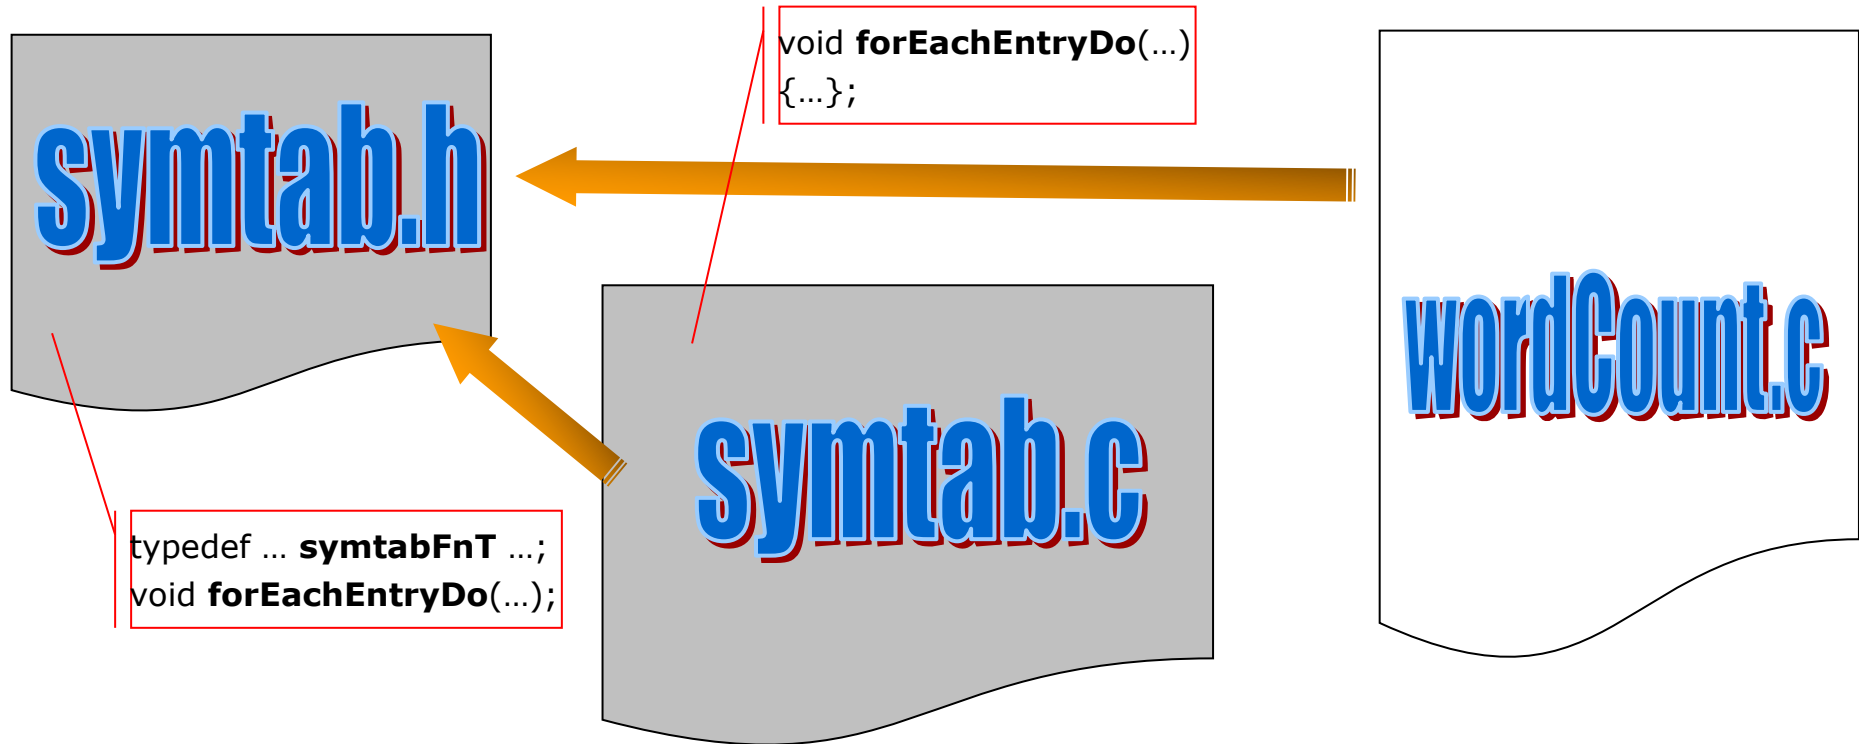 void forEachEntryDo(…)
{…};
symtab.h
wordCount.c
symtab.c
typedef … symtabFnT …;
void forEachEntryDo(…);